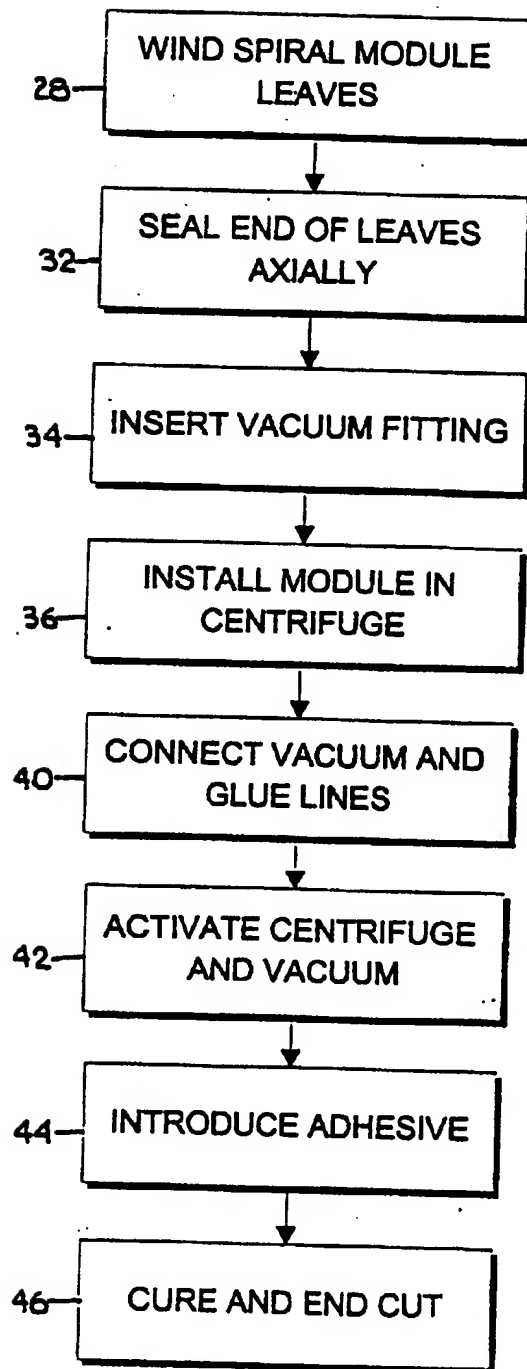 WIND SPIRAL MODULE
28 LEAVES
SEAL END OF LEAVES
32 AXIALLY
34 INSERT VACUUM FITTING
INSTALL MODULE IN
36 CENTRIFUGE
CONNECT VACUUM AND
40 GLUE LINES
ACTIVATE CENTRIFUGE
42 AND VACUUM
44 INTRODUCE ADHESIVE
46 CURE AND END CUT